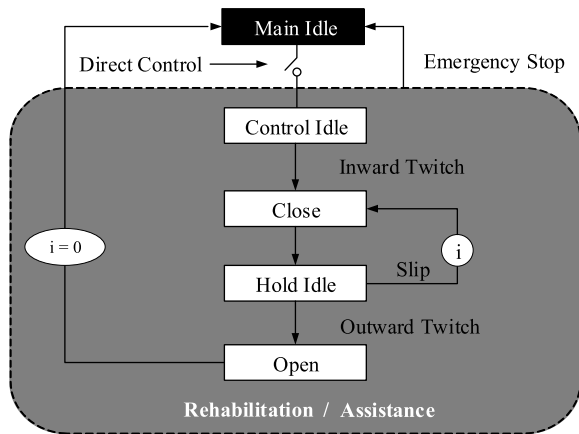 Main Idle
Direct Control
Emergency Stop
Control Idle
Inward Twitch
Close
i = 0
i
Slip
Hold Idle
Outward Twitch
Open
Rehabilitation / Assistance